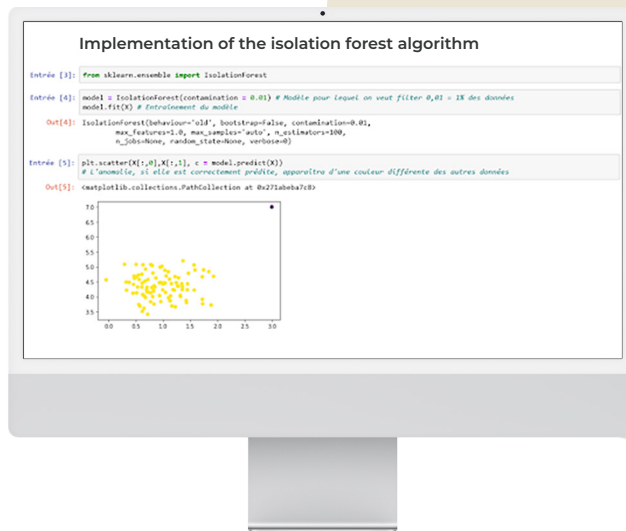 Implementation of the isolation forest algorithm
Entrée [3]: from sklearn.ensemble import IsolationForest
Entrée [4]: model = IsolationForest(contamination = 0.01) # Modèle pour lequel on veut filter 0,01 = 1% des données
model.fit(X) # Entraînement du modèle
Out[4]: IsolationForest(behaviour='old', bootstrap=False, contamination=0.01,
max_features=1.0, max_samples='auto', n_estimators=100,
n_jobs=None, random_state=None, verbose=0)
Entrée [5]: plt.scatter(X[:,0],X[:,1], c = model.predict(X))
# L'anomalie, si elle est correctement prédite, apparaîtra d'une couleur différente des autres données
Out[5]: <matplotlib.collections.PathCollection at 0x271abeba7c8>
7.0
6.5
6.0
5.5
5.0
4.5
4.0
3.5
0.0 0.5 1.0 1.5 2.0 2.5 3.0